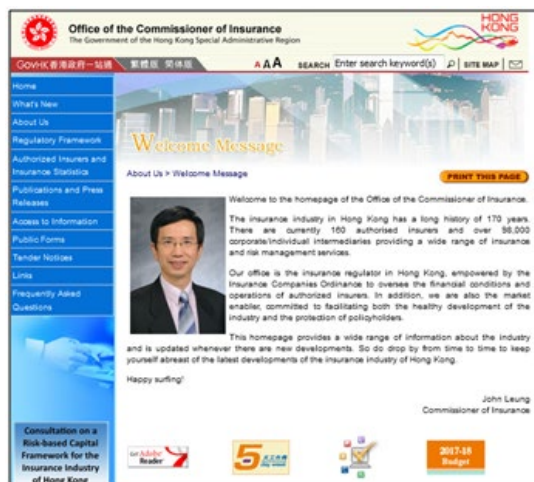 Office of the Commissioner of Insurance
The Government of the Hong Kong Special Administrative Region
HONG
KONG
GOVHK 香港政府一站通
繁體版 简体版
A A A
SEARCH Enter search keyword(s)
SITE MAP
Home
What's New
About Us
Regulatory Framework
Authorized Insurers and
Insurance Statistics
Publications and Press
Releases
Access to Information
Public Forms
Tender Notices
Links
Frequently Asked
Questions
Consultation on a
Risk-based Capital
Framework for the
Insurance Industry
of Hong Kong
Welcome Message
About Us > Welcome Message
PRINT THIS PAGE
Welcome to the homepage of the Office of the Commissioner of Insurance.
The insurance industry in Hong Kong has a long history of 170 years.
There are currently 160 authorised insurers and over 98,000
corporate/individual intermediaries providing a wide range of insurance
and risk management services.
Our office is the insurance regulator in Hong Kong, empowered by the
Insurance Companies Ordinance to oversee the financial conditions and
operations of authorized insurers. In addition, we are also the market
enabler, committed to facilitating both the healthy development of the
industry and the protection of policyholders.
This homepage provides a wide range of information about the industry
and is updated whenever there are new developments. So do drop by from time to time to keep
yourself abreast of the latest developments of the insurance industry of Hong Kong.
Happy surfing!
John Leung
Commissioner of Insurance
Get Adobe
Reader
5
2017-18
Budget